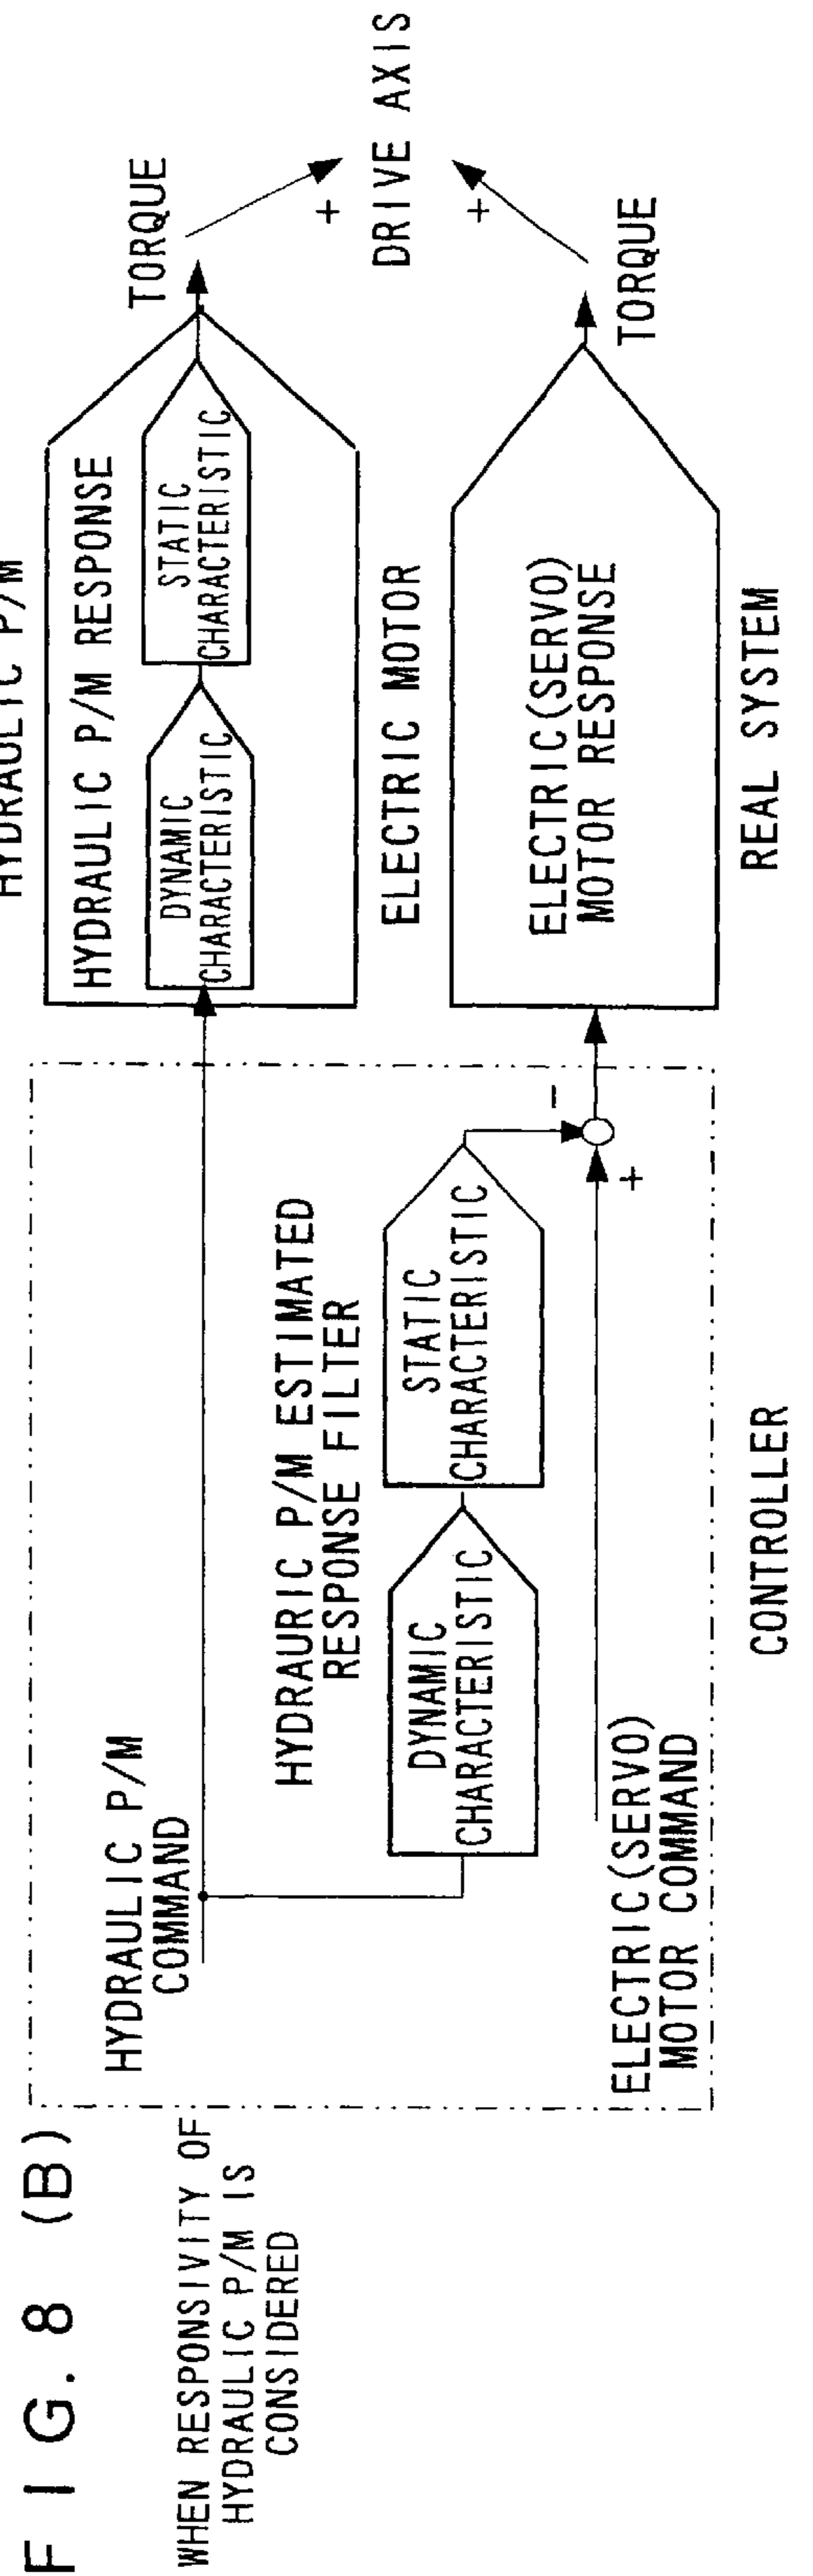 FIG. 8 (B)
WHEN RESPONSIVITY OF
HYDRAULIC P/M IS
CONSIDERED
HYDRAULIC P/M
COMMAND
HYDRAURIC P/M ESTIMATED
RESPONSE FILTER
DYNAMIC
CHARACTERISTIC
STATIC
CHARACTERISTIC
−
+
ELECTRIC(SERVO)
MOTOR COMMAND
CONTROLLER
HYDRAULIC P/M
HYDRAULIC P/M RESPONSE
DYNAMIC
CHARACTERISTIC
STATIC
CHARACTERISTIC
TORQUE
+
DRIVE AXIS
+
ELECTRIC MOTOR
ELECTRIC(SERVO)
MOTOR RESPONSE
TORQUE
REAL SYSTEM